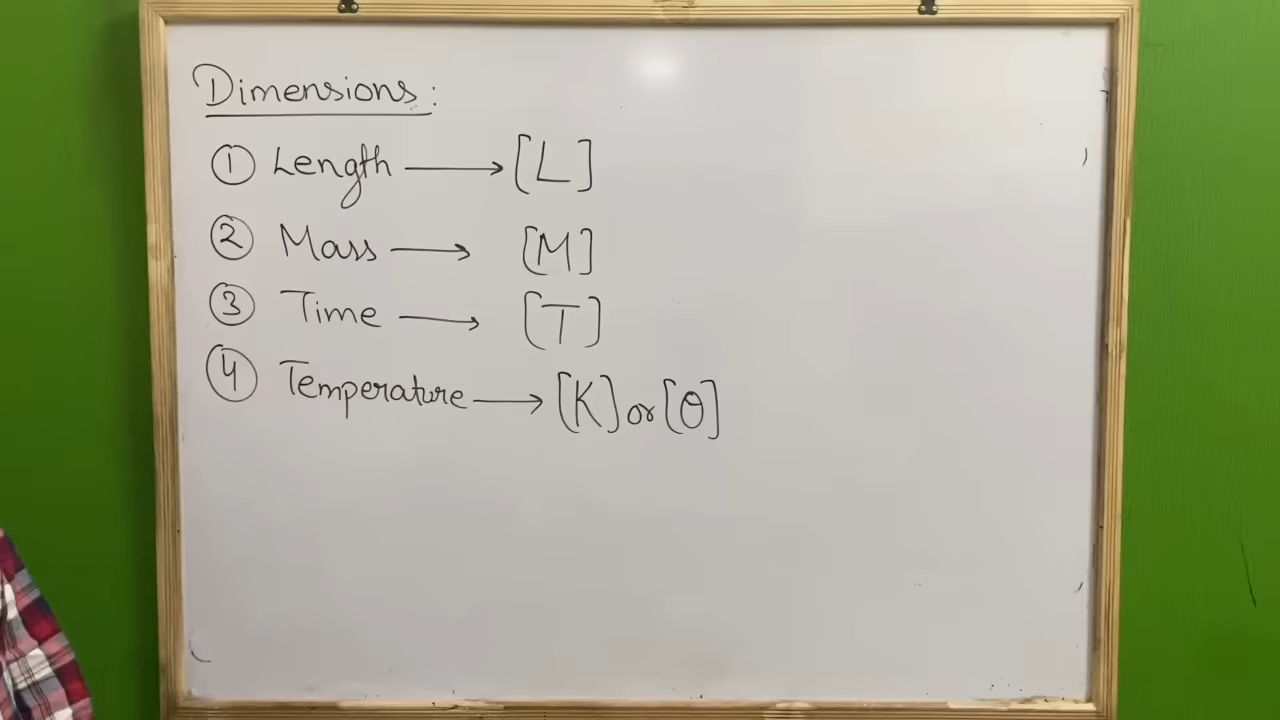 Dimensions:
① Length ⟶ [L]
② Mass ⟶ [M]
③ Time ⟶ [T]
④ Temperature ⟶ [K] or [θ]